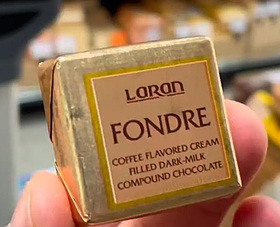 Laran
FONDRE
COFFEE FLAVORED CREAM
FILLED DARK-MILK
COMPOUND CHOCOLATE